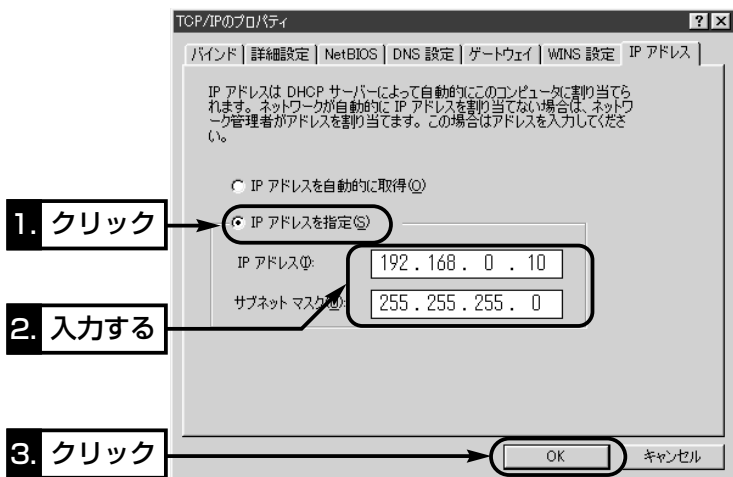 TCP/IPのプロパティ
バインド 詳細設定 NetBIOS DNS 設定 ゲートウェイ WINS 設定 IP アドレス
IP アドレスは DHCP サーバーによって自動的にこのコンピュータに割り当てら
れます。ネットワークが自動的に IP アドレスを割り当てない場合は、ネットワ
ーク管理者がアドレスを割り当てます。この場合はアドレスを入力してくださ
い。
IP アドレスを自動的に取得(O)
1. クリック
IP アドレスを指定(S)
IP アドレス(I):
192.168. 0 . 10
サブネット マスク(U):
255.255.255. 0
2. 入力する
3. クリック
OK
キャンセル